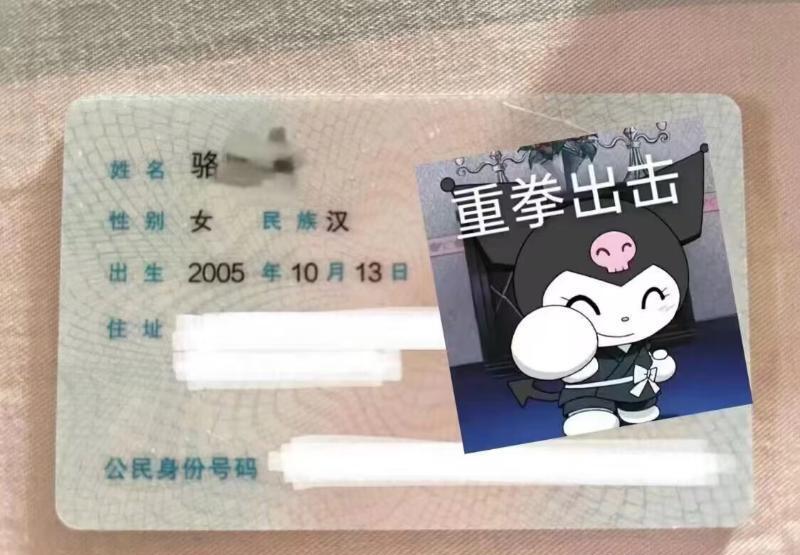 姓名 骆
性别 女 民族 汉
出生 2005 年 10 月 13 日
住址
公民身份号码
重拳出击